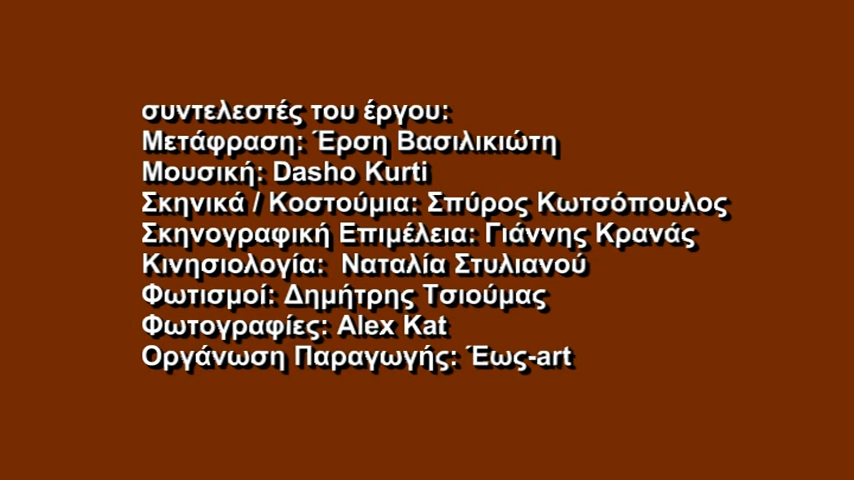 συντελεστές του έργου:
Μετάφραση: Έρση Βασιλικιώτη
Μουσική: Dasho Kurti
Σκηνικά / Κοστούμια: Σπύρος Κωτσόπουλος
Σκηνογραφική Επιμέλεια: Γιάννης Κρανάς
Κινησιολογία: Ναταλία Στυλιανού
Φωτισμοί: Δημήτρης Τσιούμας
Φωτογραφίες: Alex Kat
Οργάνωση Παραγωγής: Έως-art